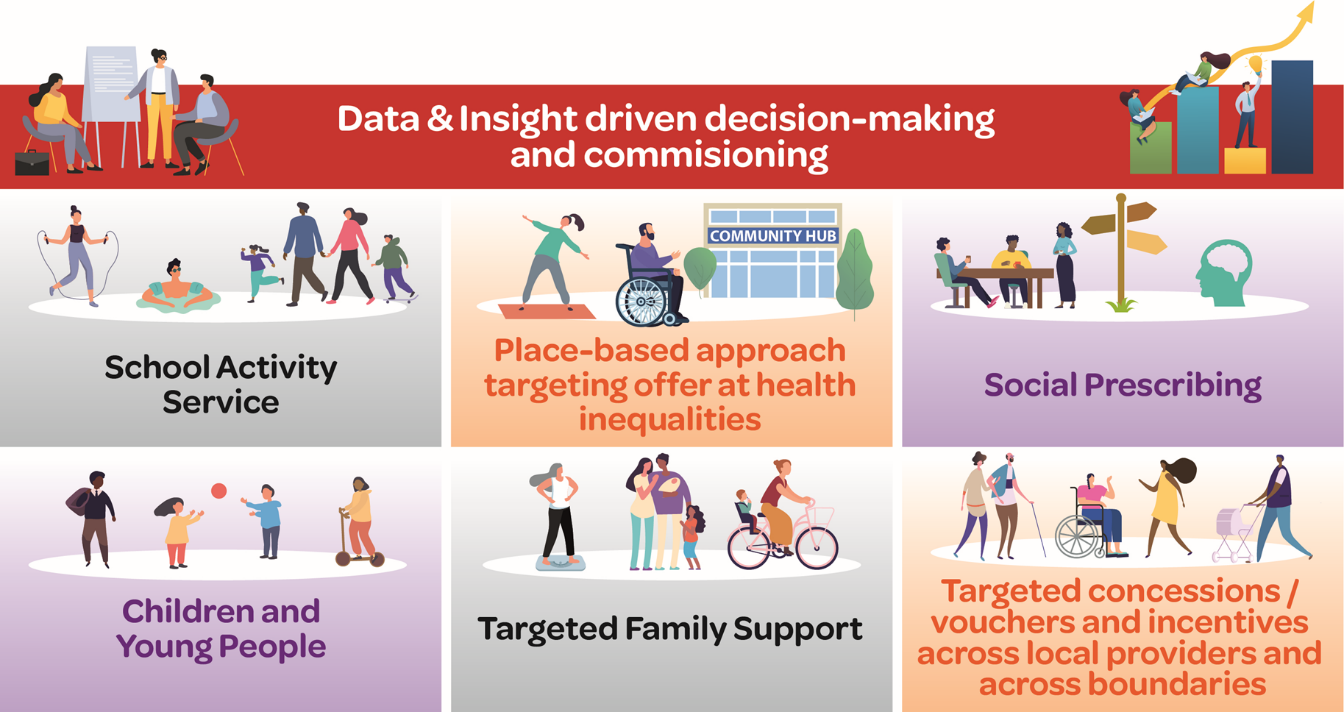 Data & Insight driven decision-making
and commisioning
School Activity
Service
COMMUNITY HUB
Place-based approach
targeting offer at health
inequalities
Social Prescribing
Children and
Young People
Targeted Family Support
Targeted concessions /
vouchers and incentives
across local providers and
across boundaries